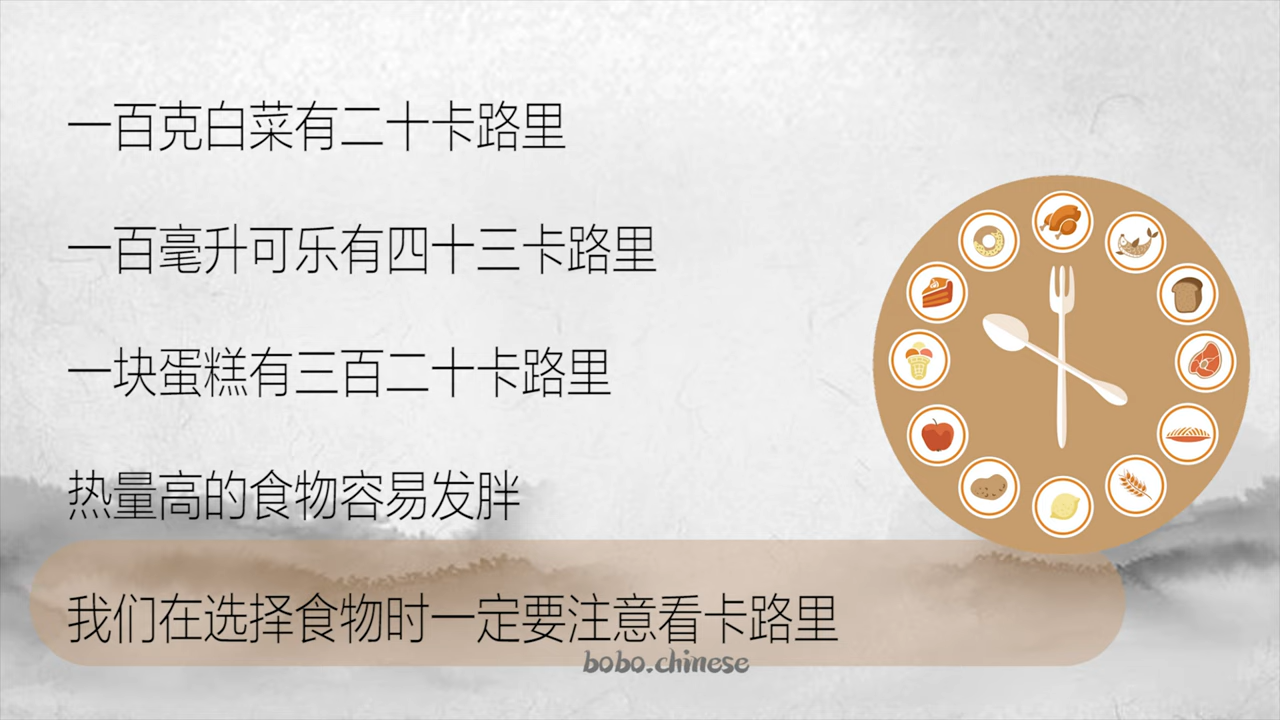 一百克白菜有二十卡路里
一百毫升可乐有四十三卡路里
一块蛋糕有三百二十卡路里
热量高的食物容易发胖
我们在选择食物时一定要注意看卡路里
bobo.chinese